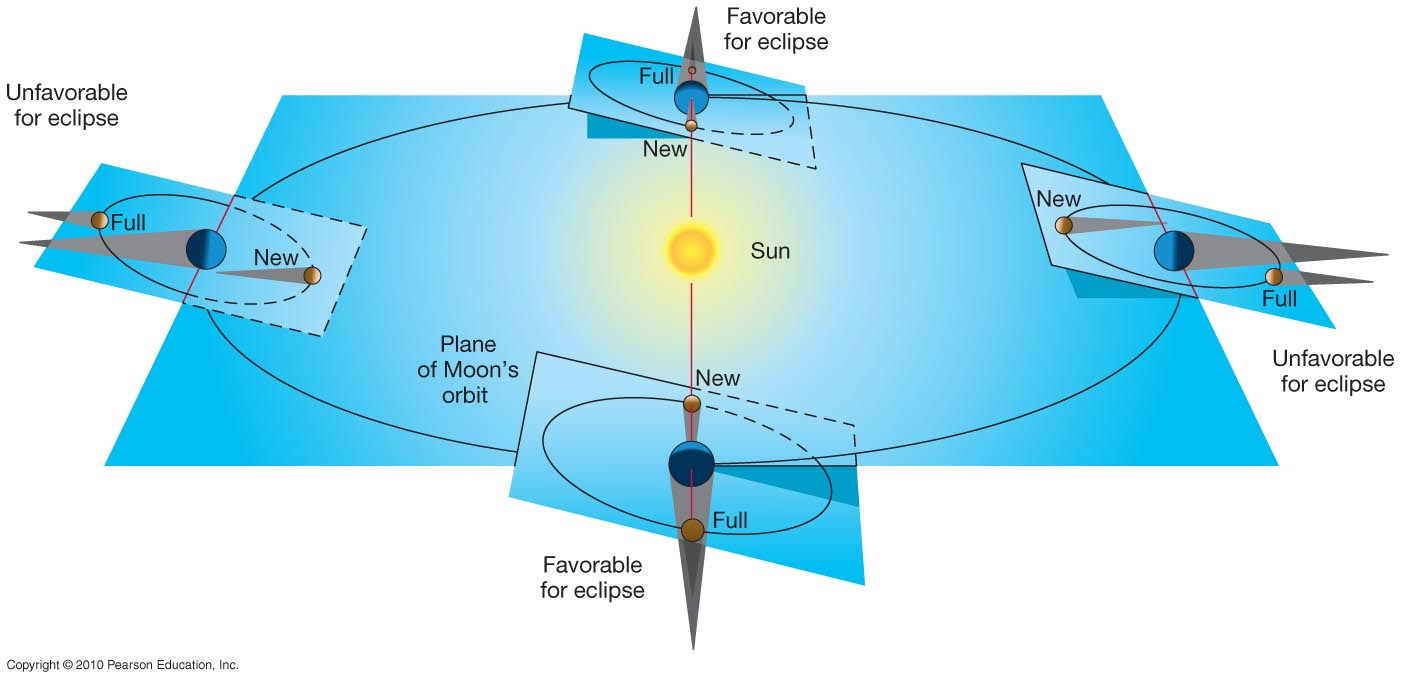 Favorable
for eclipse
Unfavorable
for eclipse
Full
New
Full
New
Sun
New
Full
Unfavorable
for eclipse
Plane
of Moon's
orbit
New
Full
Favorable
for eclipse
Copyright © 2010 Pearson Education, Inc.